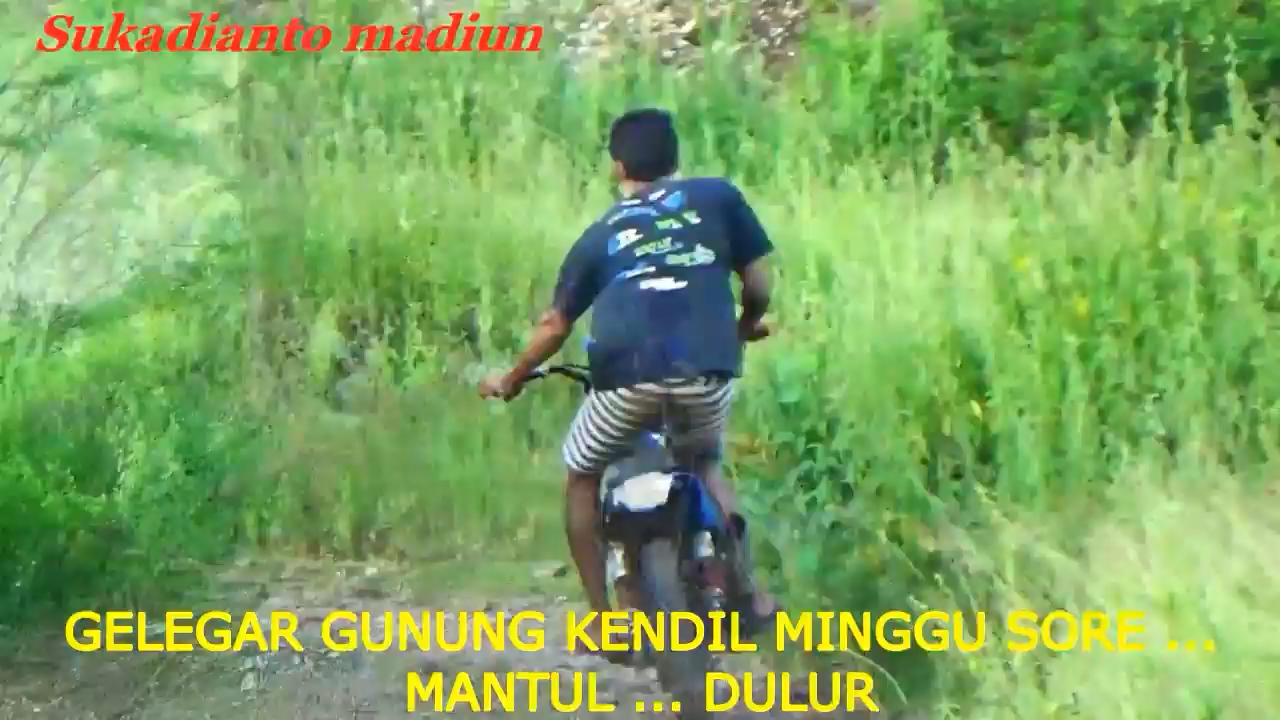 Sukadianto madiun
GELEGAR GUNUNG KENDIL MINGGU SORE ...
MANTUL ... DULUR